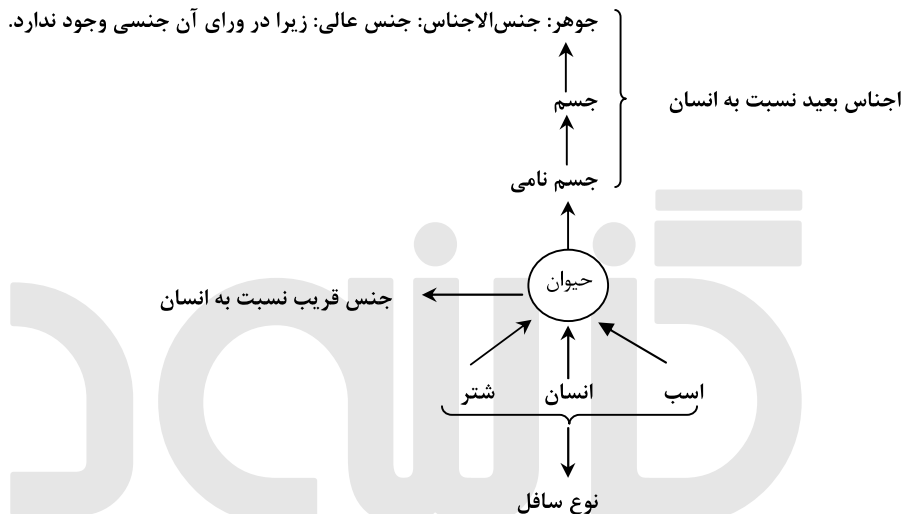 جوهر: جنس‌الاجناس: جنس عالی: زیرا در ورای آن جنسی وجود ندارد.
جسم
اجناس بعید نسبت به انسان
جسم نامی
حیوان
جنس قریب نسبت به انسان
اسب انسان شتر
نوع سافل